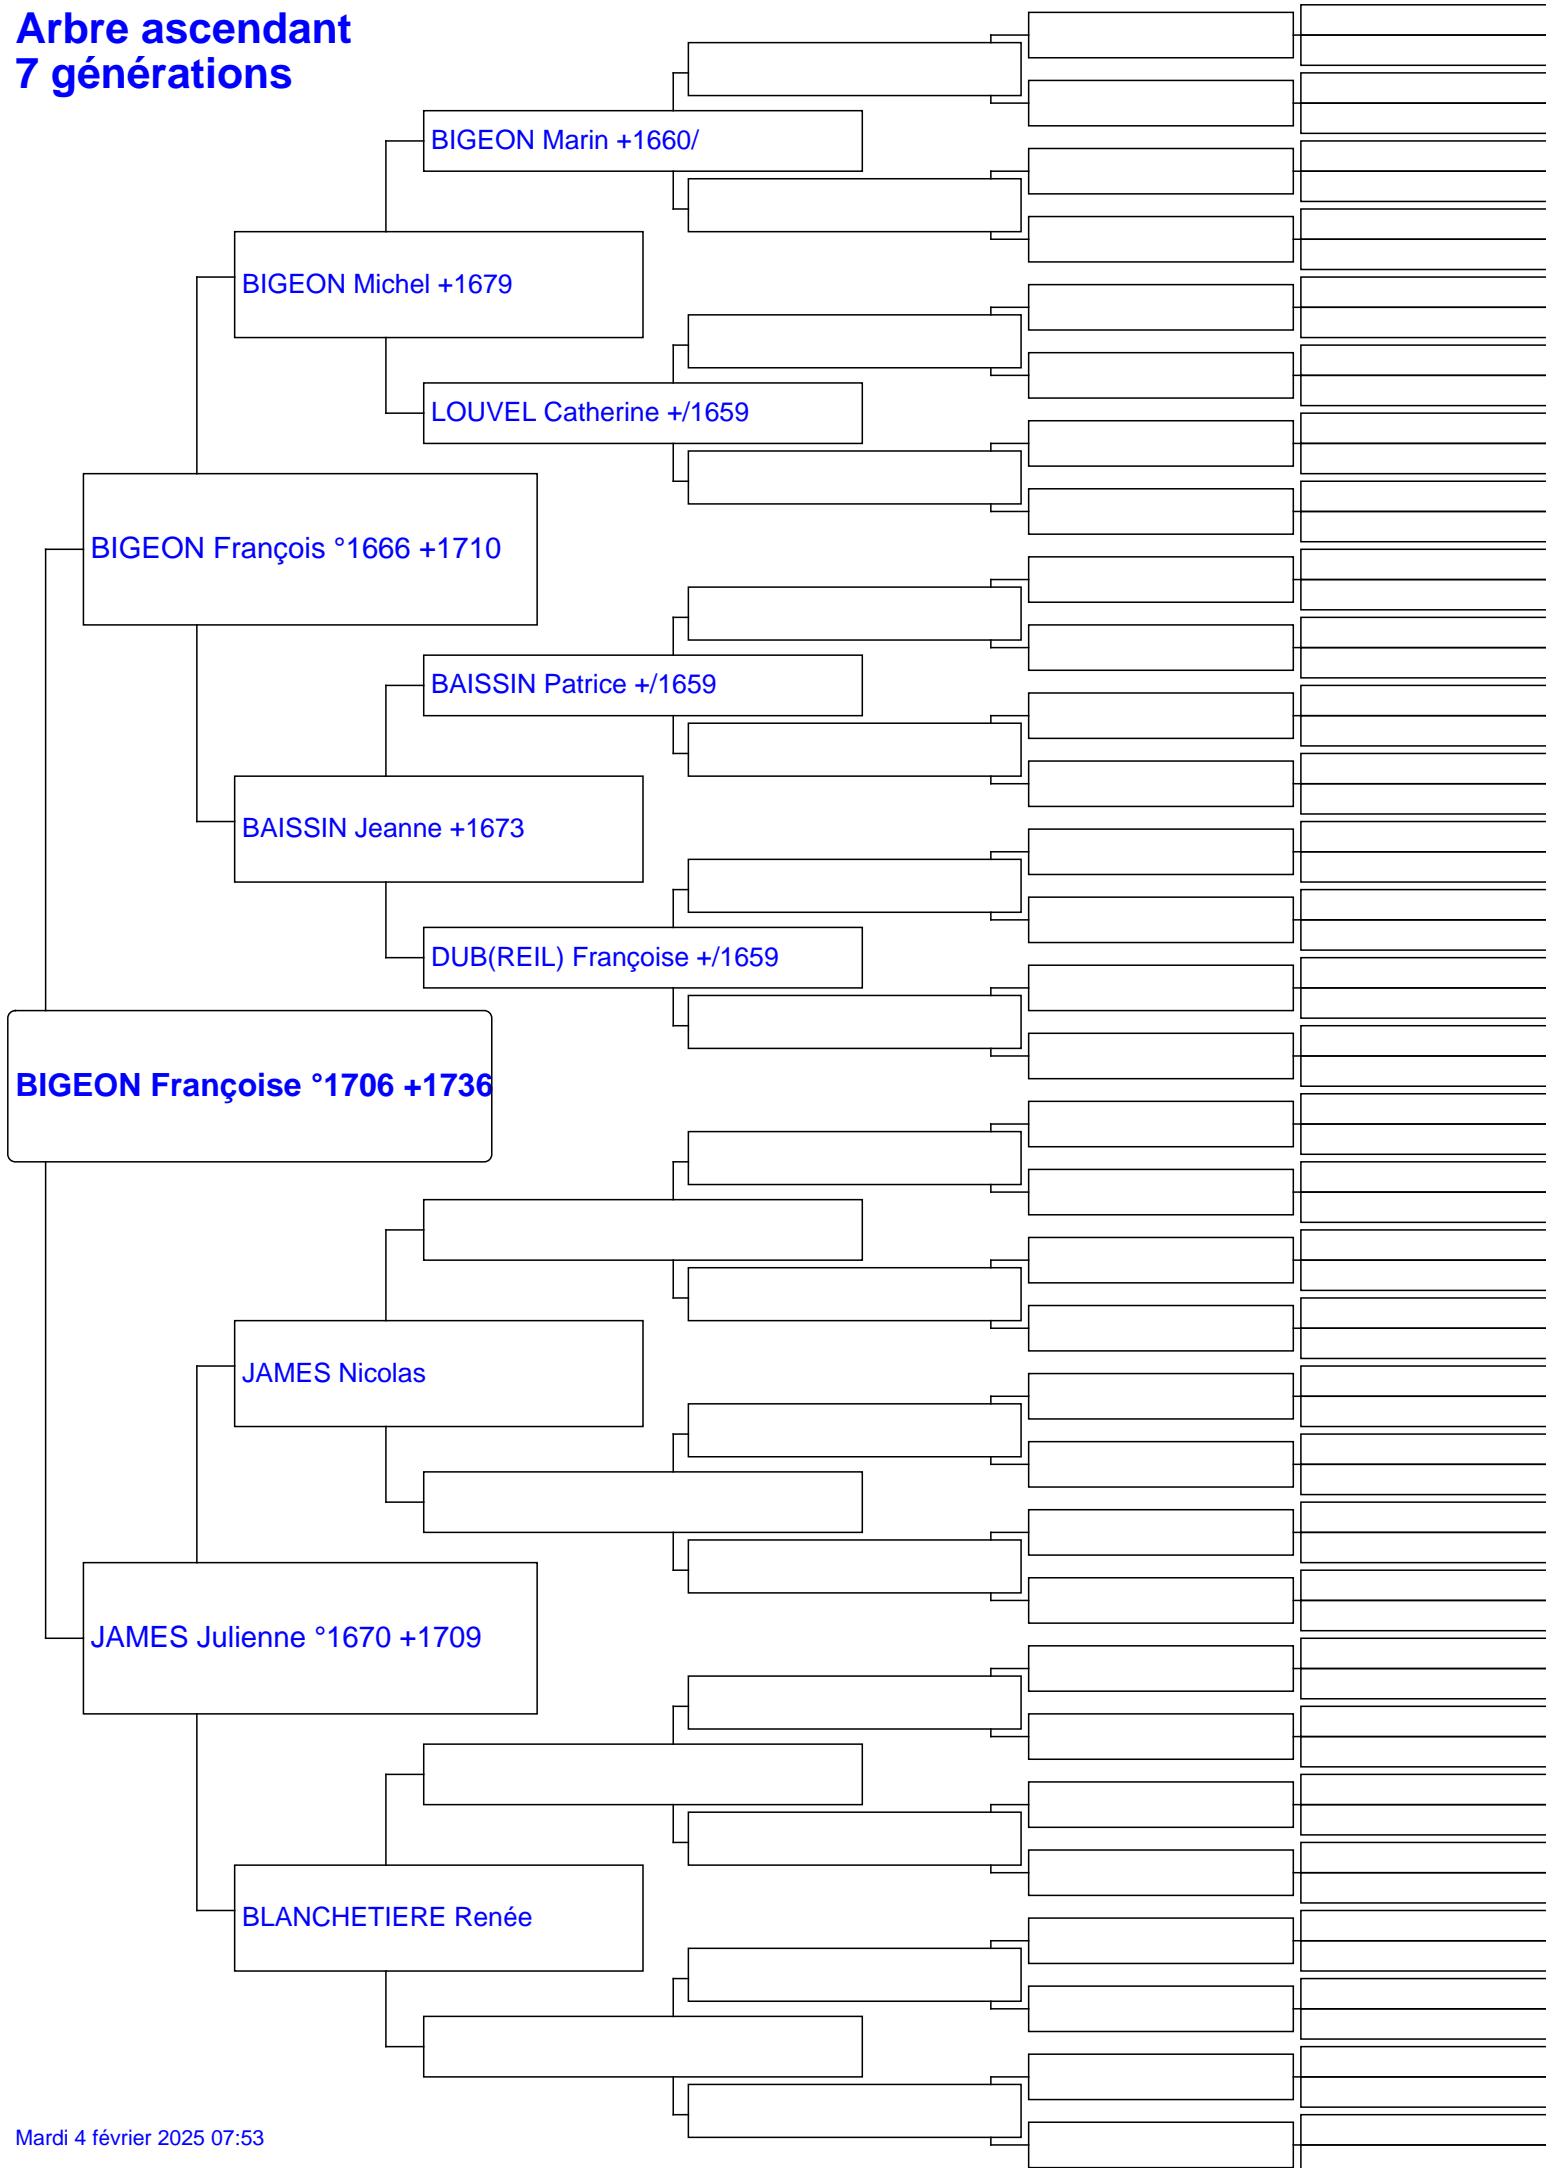 Arbre ascendant
7 générations
BIGEON Marin +1660/
BIGEON Michel +1679
LOUVEL Catherine +/1659
BIGEON François °1666 +1710
BAISSIN Patrice +/1659
BAISSIN Jeanne +1673
DUB(REIL) Françoise +/1659
BIGEON Françoise °1706 +1736
JAMES Nicolas
JAMES Julienne °1670 +1709
BLANCHETIERE Renée
Mardi 4 février 2025 07:53